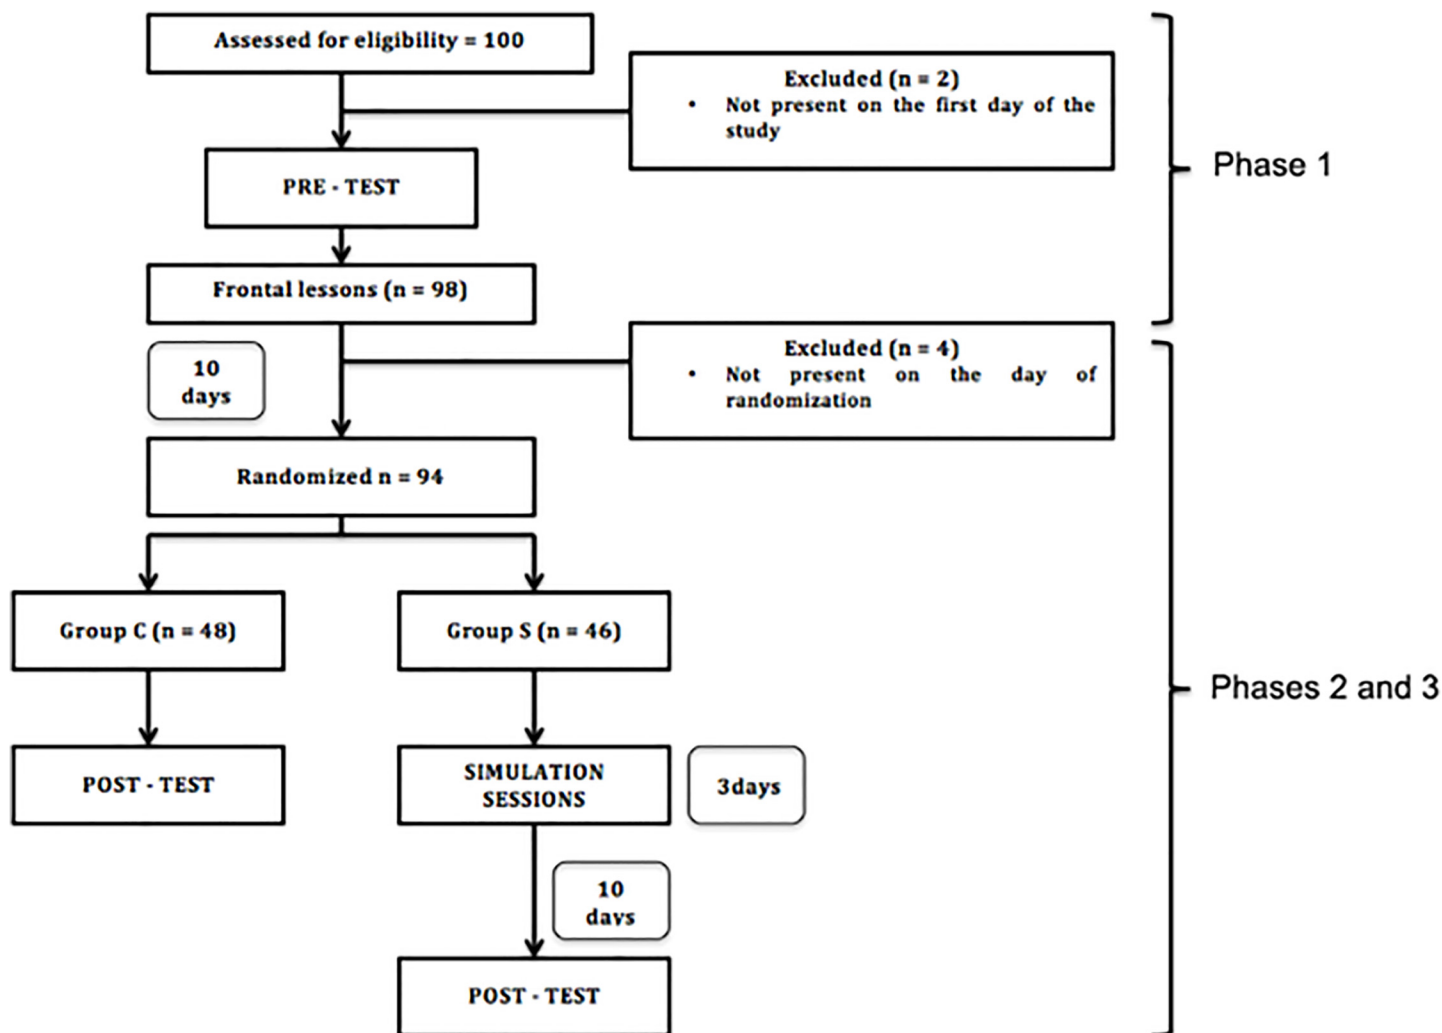 Assessed for eligibility = 100
Excluded (n = 2)
• Not present on the first day of the
study
Phase 1
PRE - TEST
Frontal lessons (n = 98)
Excluded (n = 4)
• Not present on the day of
randomization
10
days
Randomized n = 94
Group C (n = 48)
Group S (n = 46)
Phases 2 and 3
POST - TEST
SIMULATION
SESSIONS
3days
10
days
POST - TEST